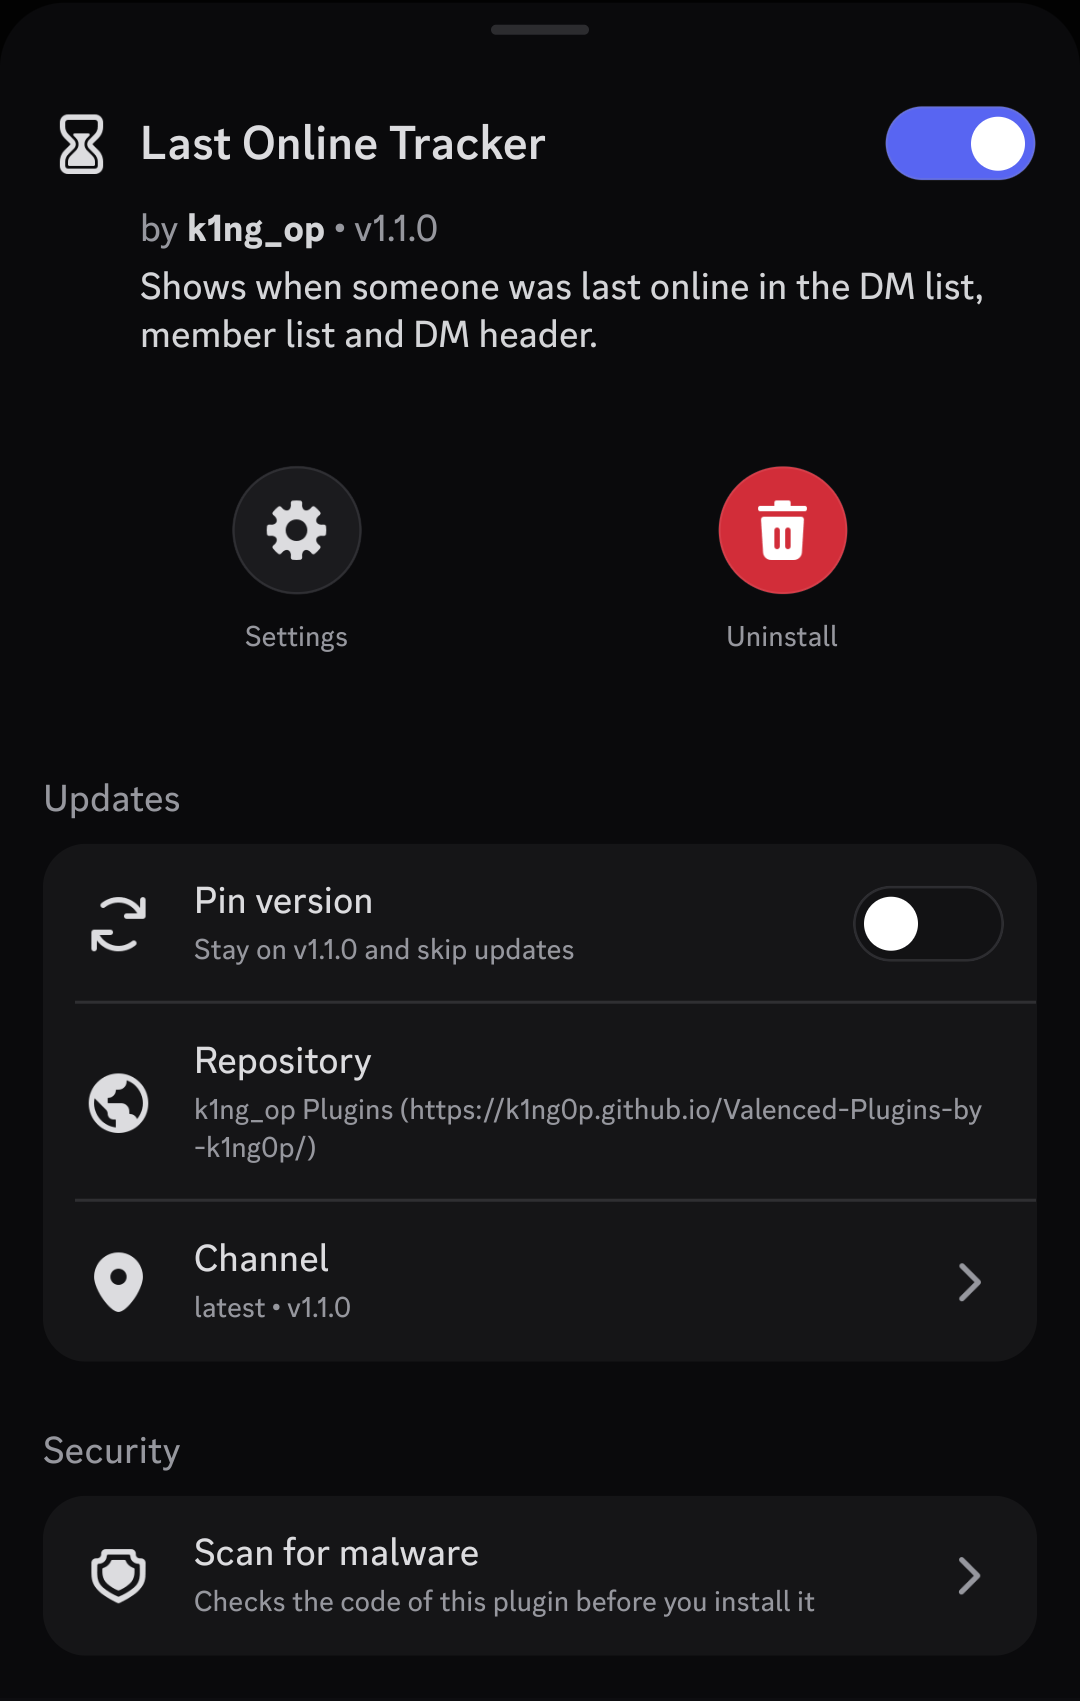 Last Online Tracker
by k1ng_op • v1.1.0
Shows when someone was last online in the DM list,
member list and DM header.
Settings
Uninstall
Updates
Pin version
Stay on v1.1.0 and skip updates
Repository
k1ng_op Plugins (https://k1ng0p.github.io/Valenced-Plugins-by
-k1ng0p/)
Channel
latest • v1.1.0
Security
Scan for malware
Checks the code of this plugin before you install it